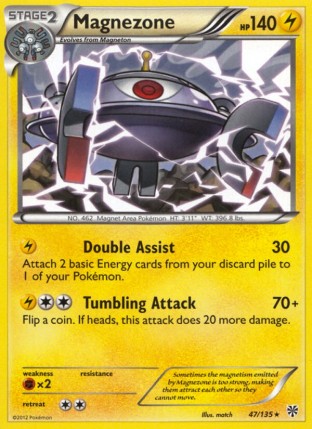 STAGE 2 Magnezone HP 140
Evolves from Magneton
NO. 462 Magnet Area Pokémon HT. 3'11" WT. 396.8 lbs.
Double Assist 30
Attach 2 basic Energy cards from your discard pile to
1 of your Pokémon.
Tumbling Attack 70+
Flip a coin. If heads, this attack does 20 more damage.
weakness resistance
×2
retreat
Sometimes the magnetism emitted
by Magnezone is too strong, making
them attract each other so they
cannot move.
©2012 Pokémon Illus. match 47/135 ★